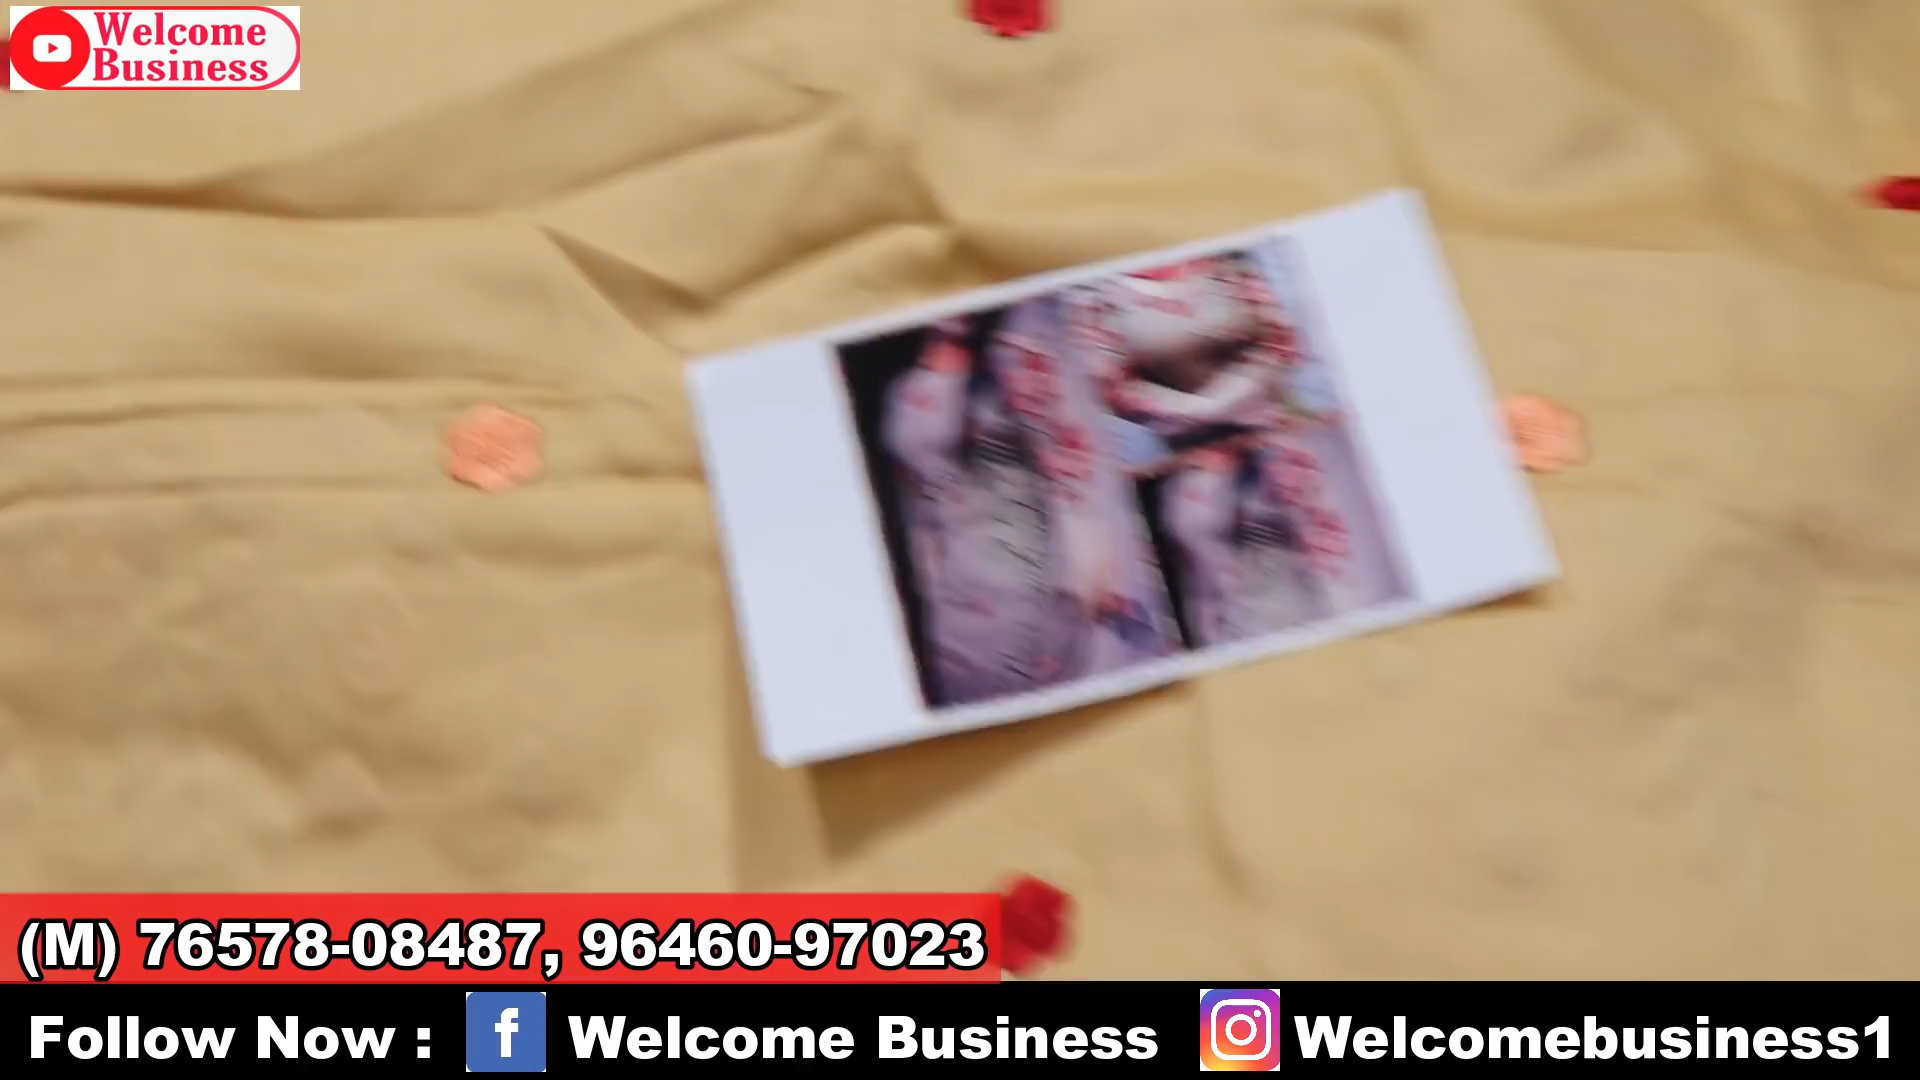 Welcome
Business
(M) 76578-08487, 96460-97023
Follow Now : Welcome Business Welcomebusiness1